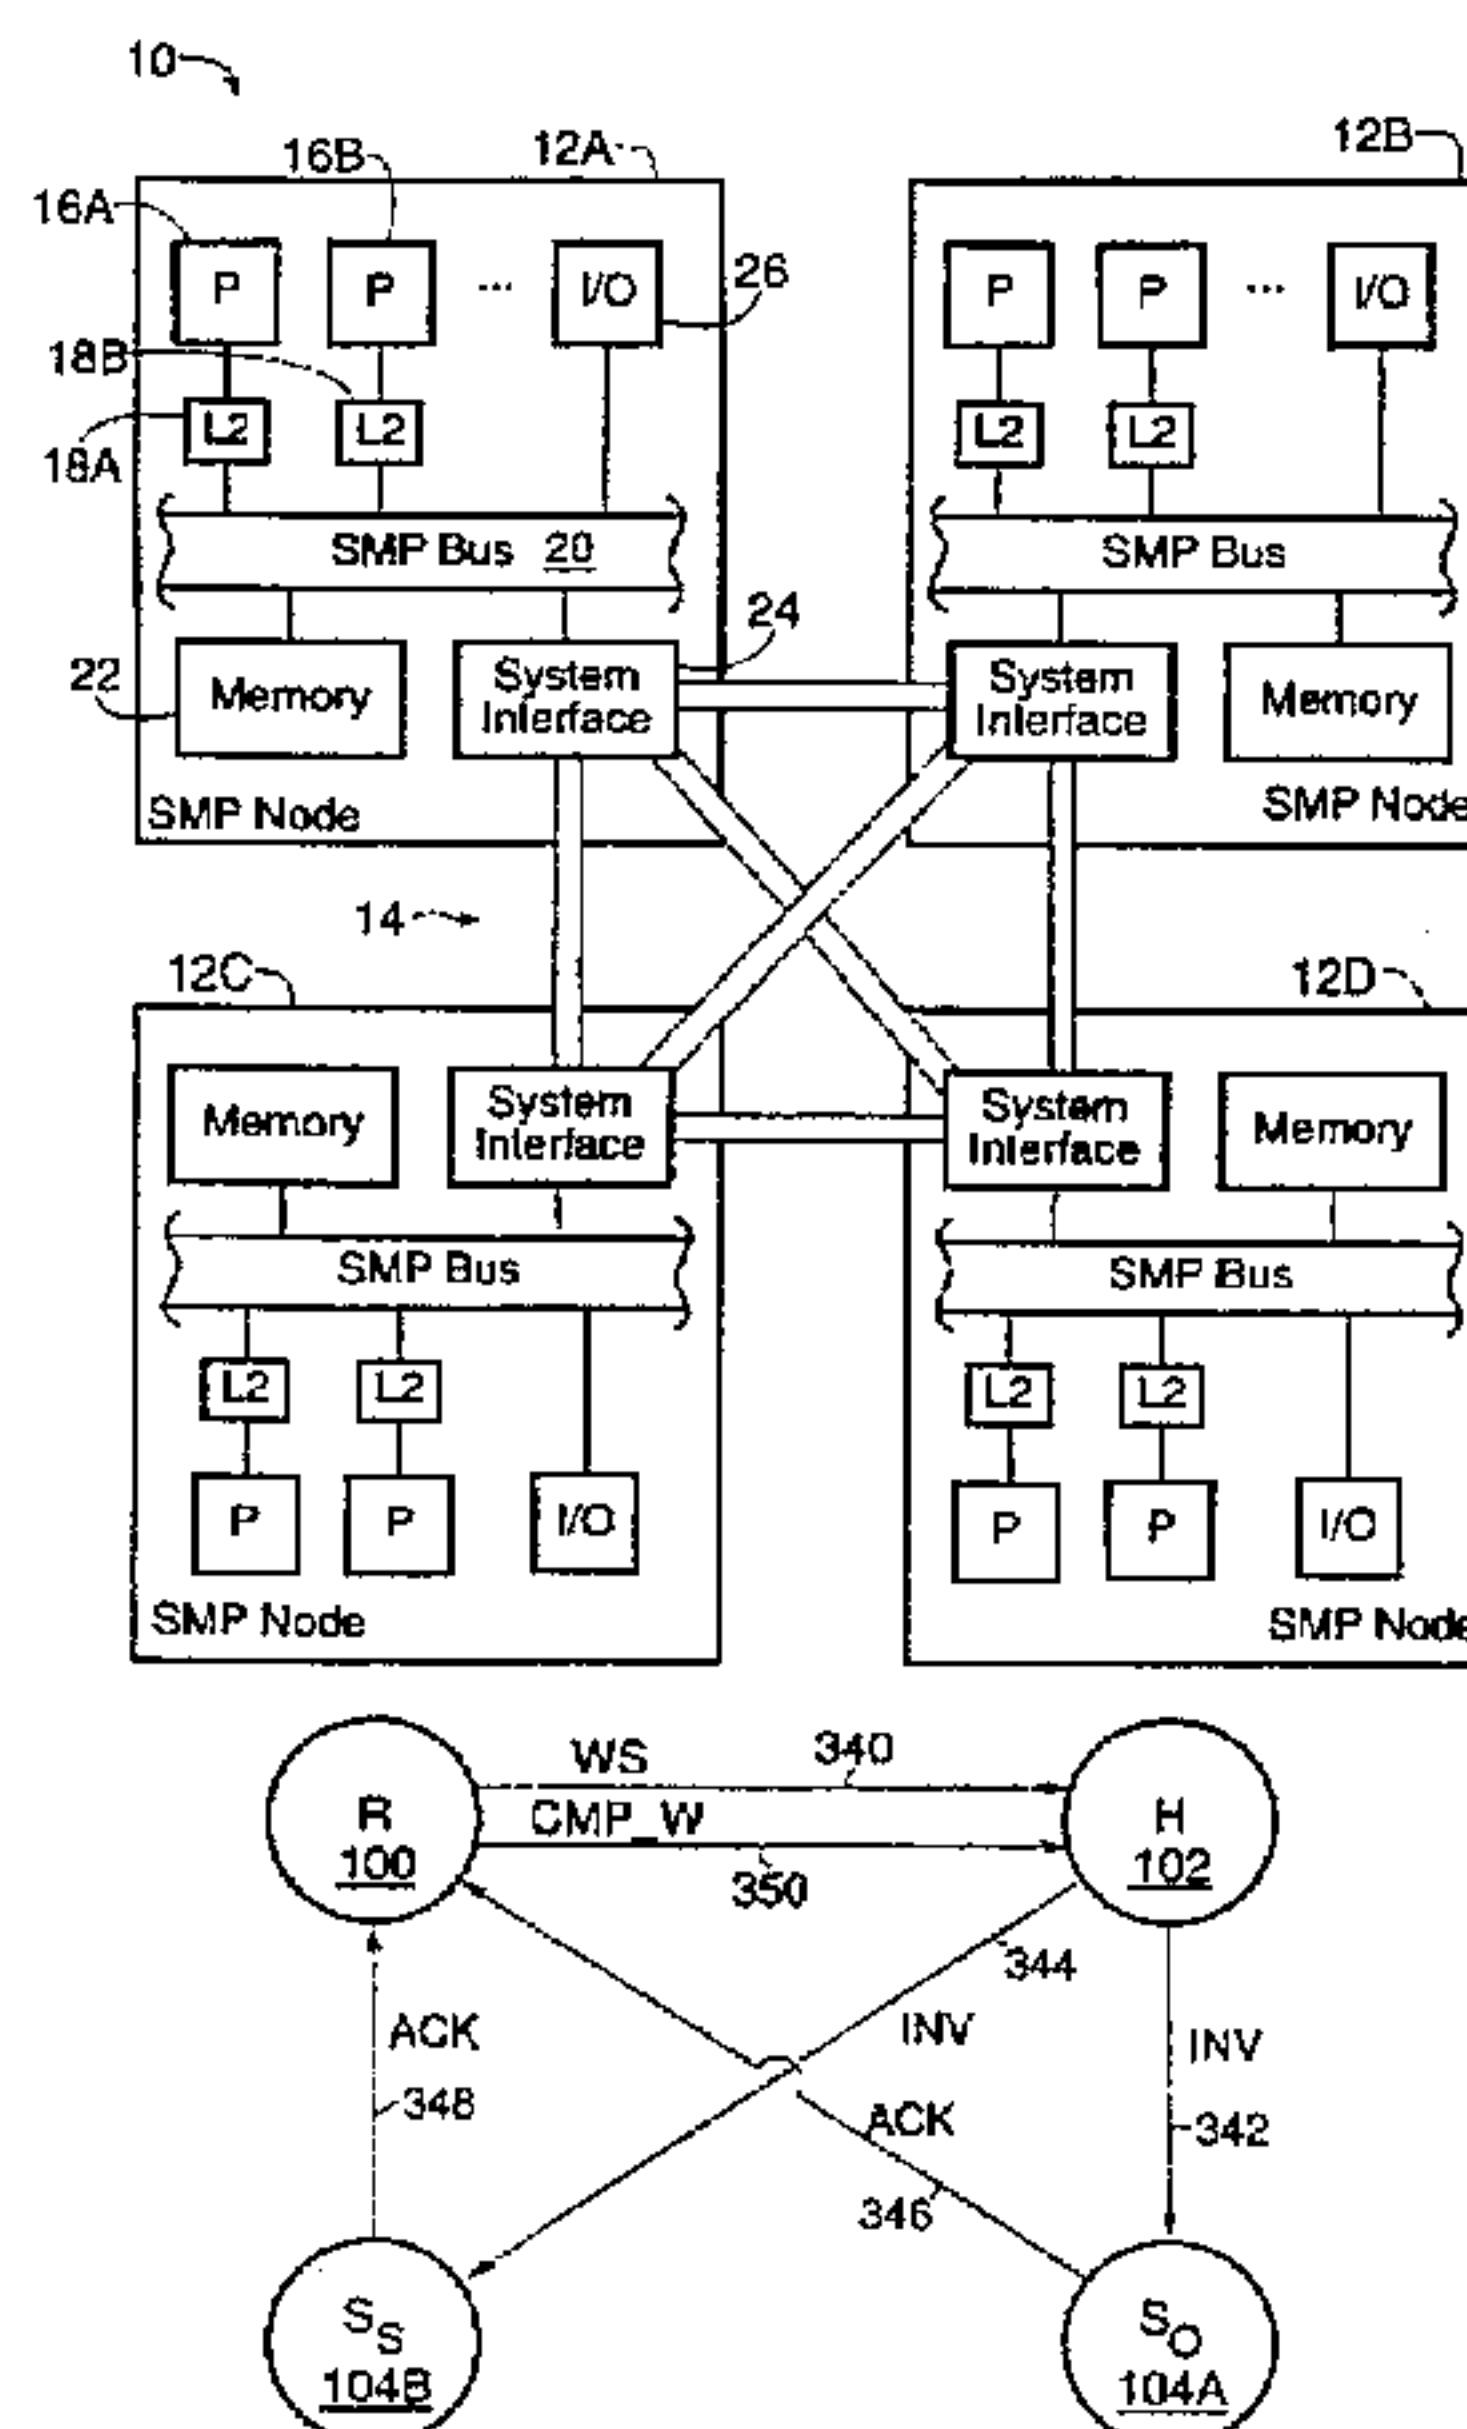 10
16B 12A 12B
16A
P P ... I/O 26 P P ... I/O
18B
L2 L2 L2 L2
18A
SMP Bus 20 SMP Bus
24
22 Memory System Interface System Interface Memory
SMP Node SMP Node
14
12C 12D
Memory System Interface System Interface Memory
SMP Bus SMP Bus
L2 L2 L2 L2
P P I/O P P I/O
SMP Node SMP Node
WS 340
R 100 CMP_W H 102
350
344
ACK INV INV
348 ACK 342
346
SS SO
104B 104A